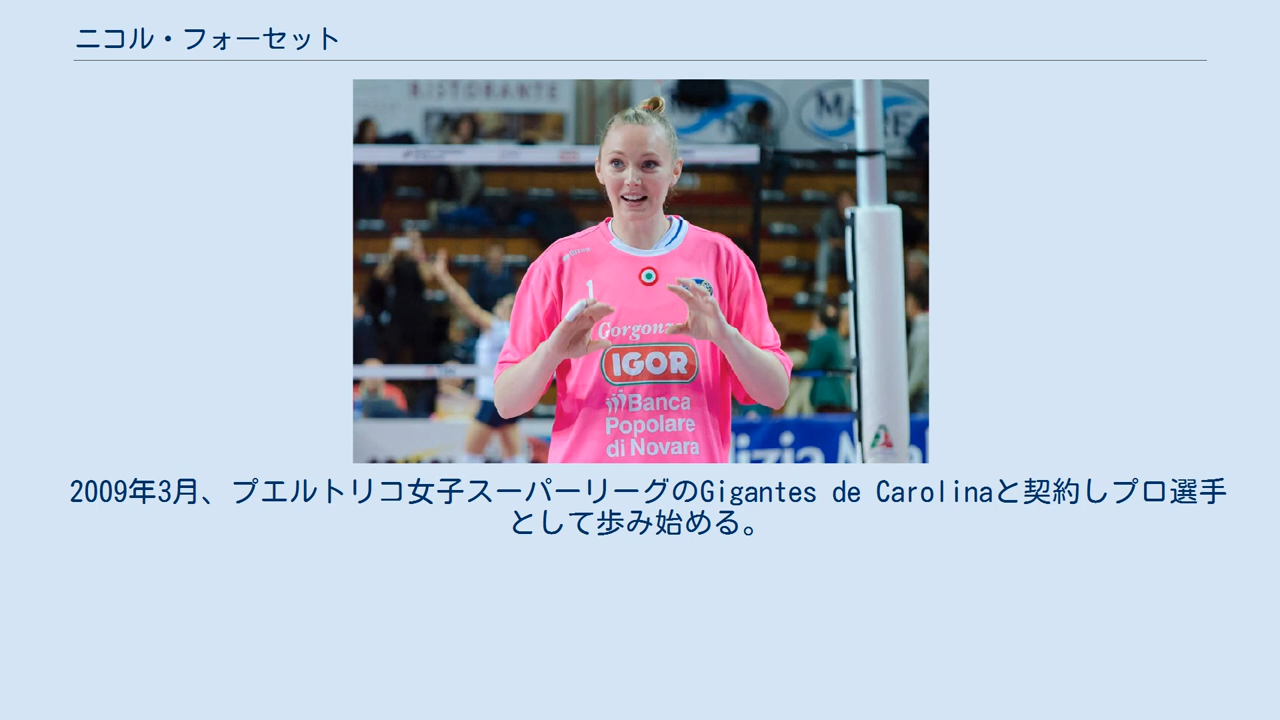 ニコル・フォーセット
RISTORANTE
MARE
1
Gorgonz
IGOR
Banca
Popolare
di Novara
2009年3月、プエルトリコ女子スーパーリーグのGigantes de Carolinaと契約しプロ選手
として歩み始める。